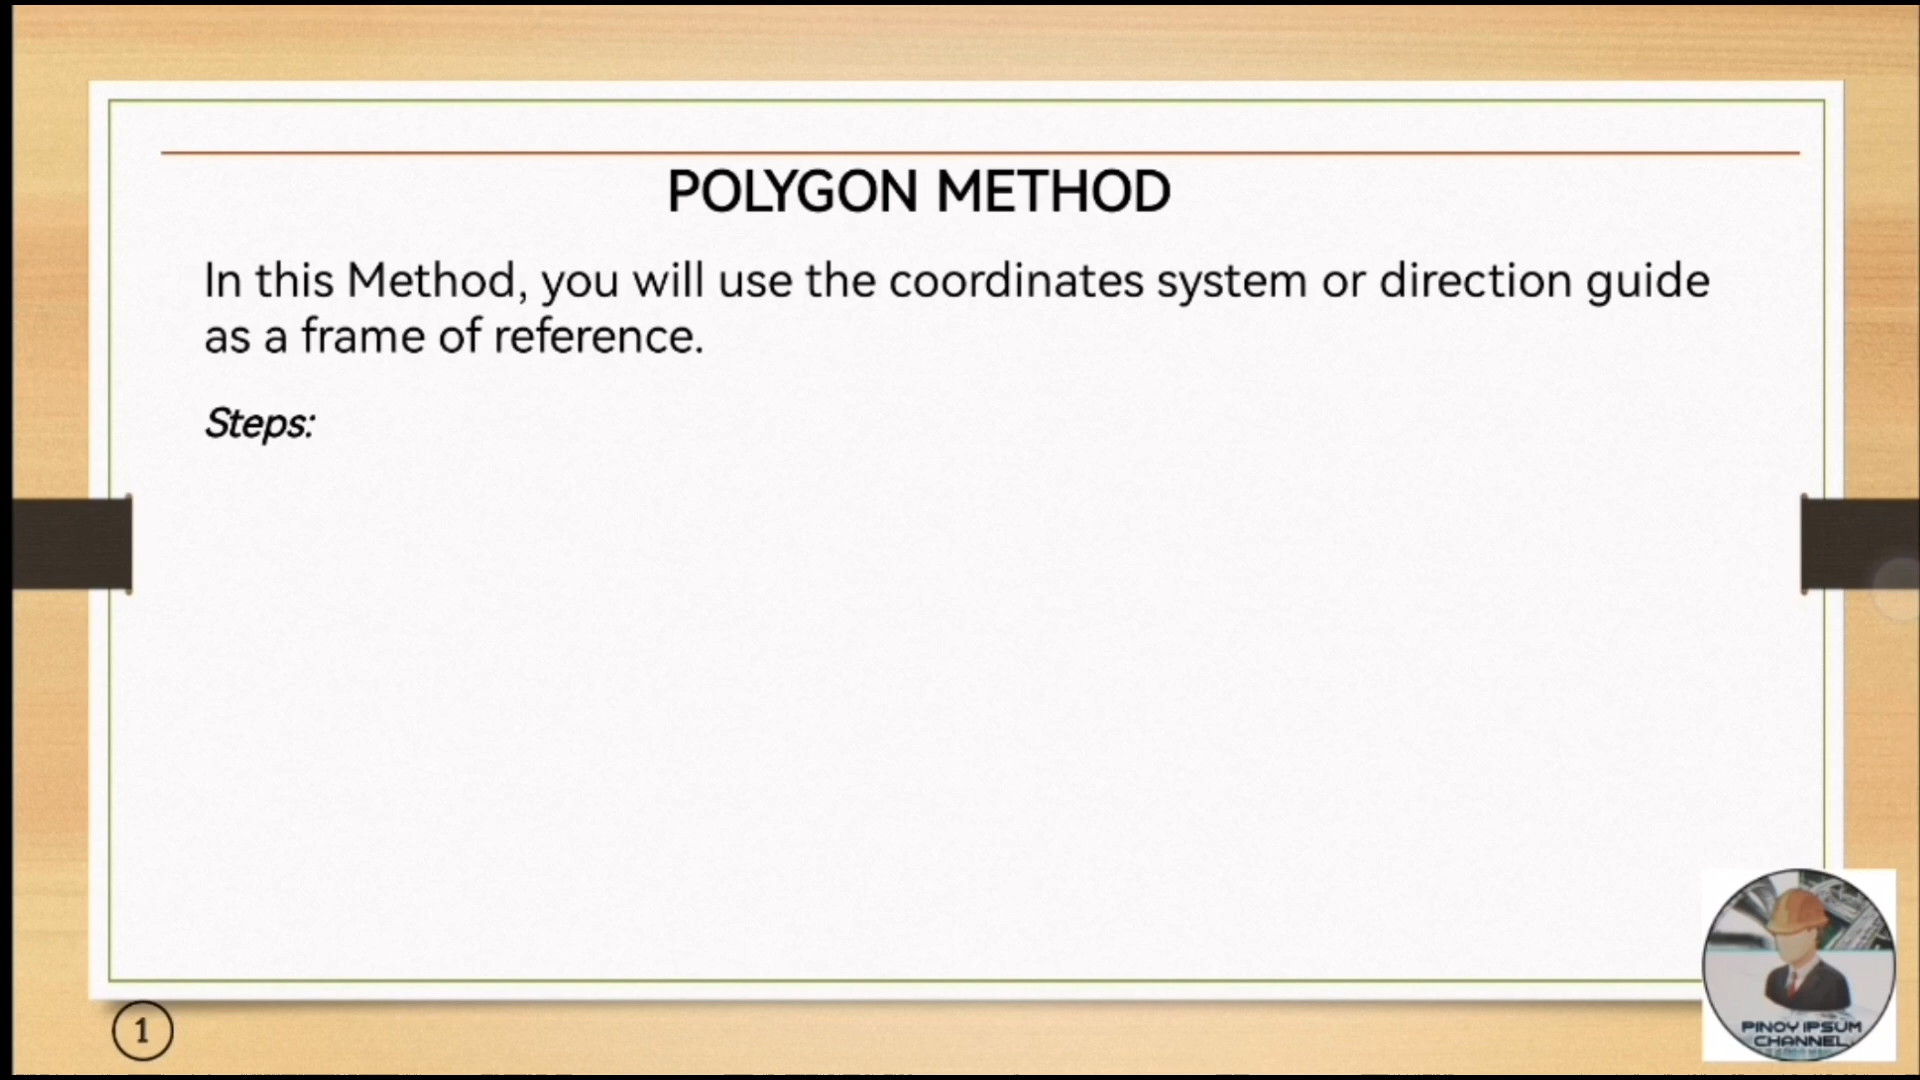 POLYGON METHOD
In this Method, you will use the coordinates system or direction guide
as a frame of reference.
Steps:
1
PINOY IPSUM
CHANNEL